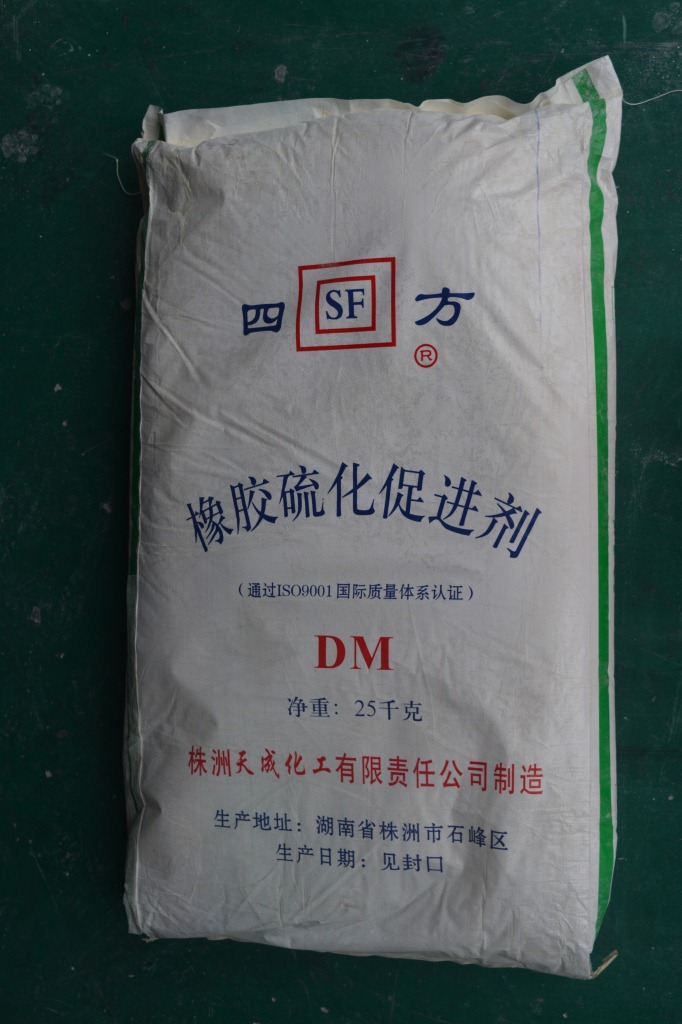 四 SF 方
®
橡胶硫化促进剂
（通过ISO9001国际质量体系认证）
DM
净重：25千克
株洲天成化工有限责任公司制造
生产地址：湖南省株洲市石峰区
生产日期：见封口